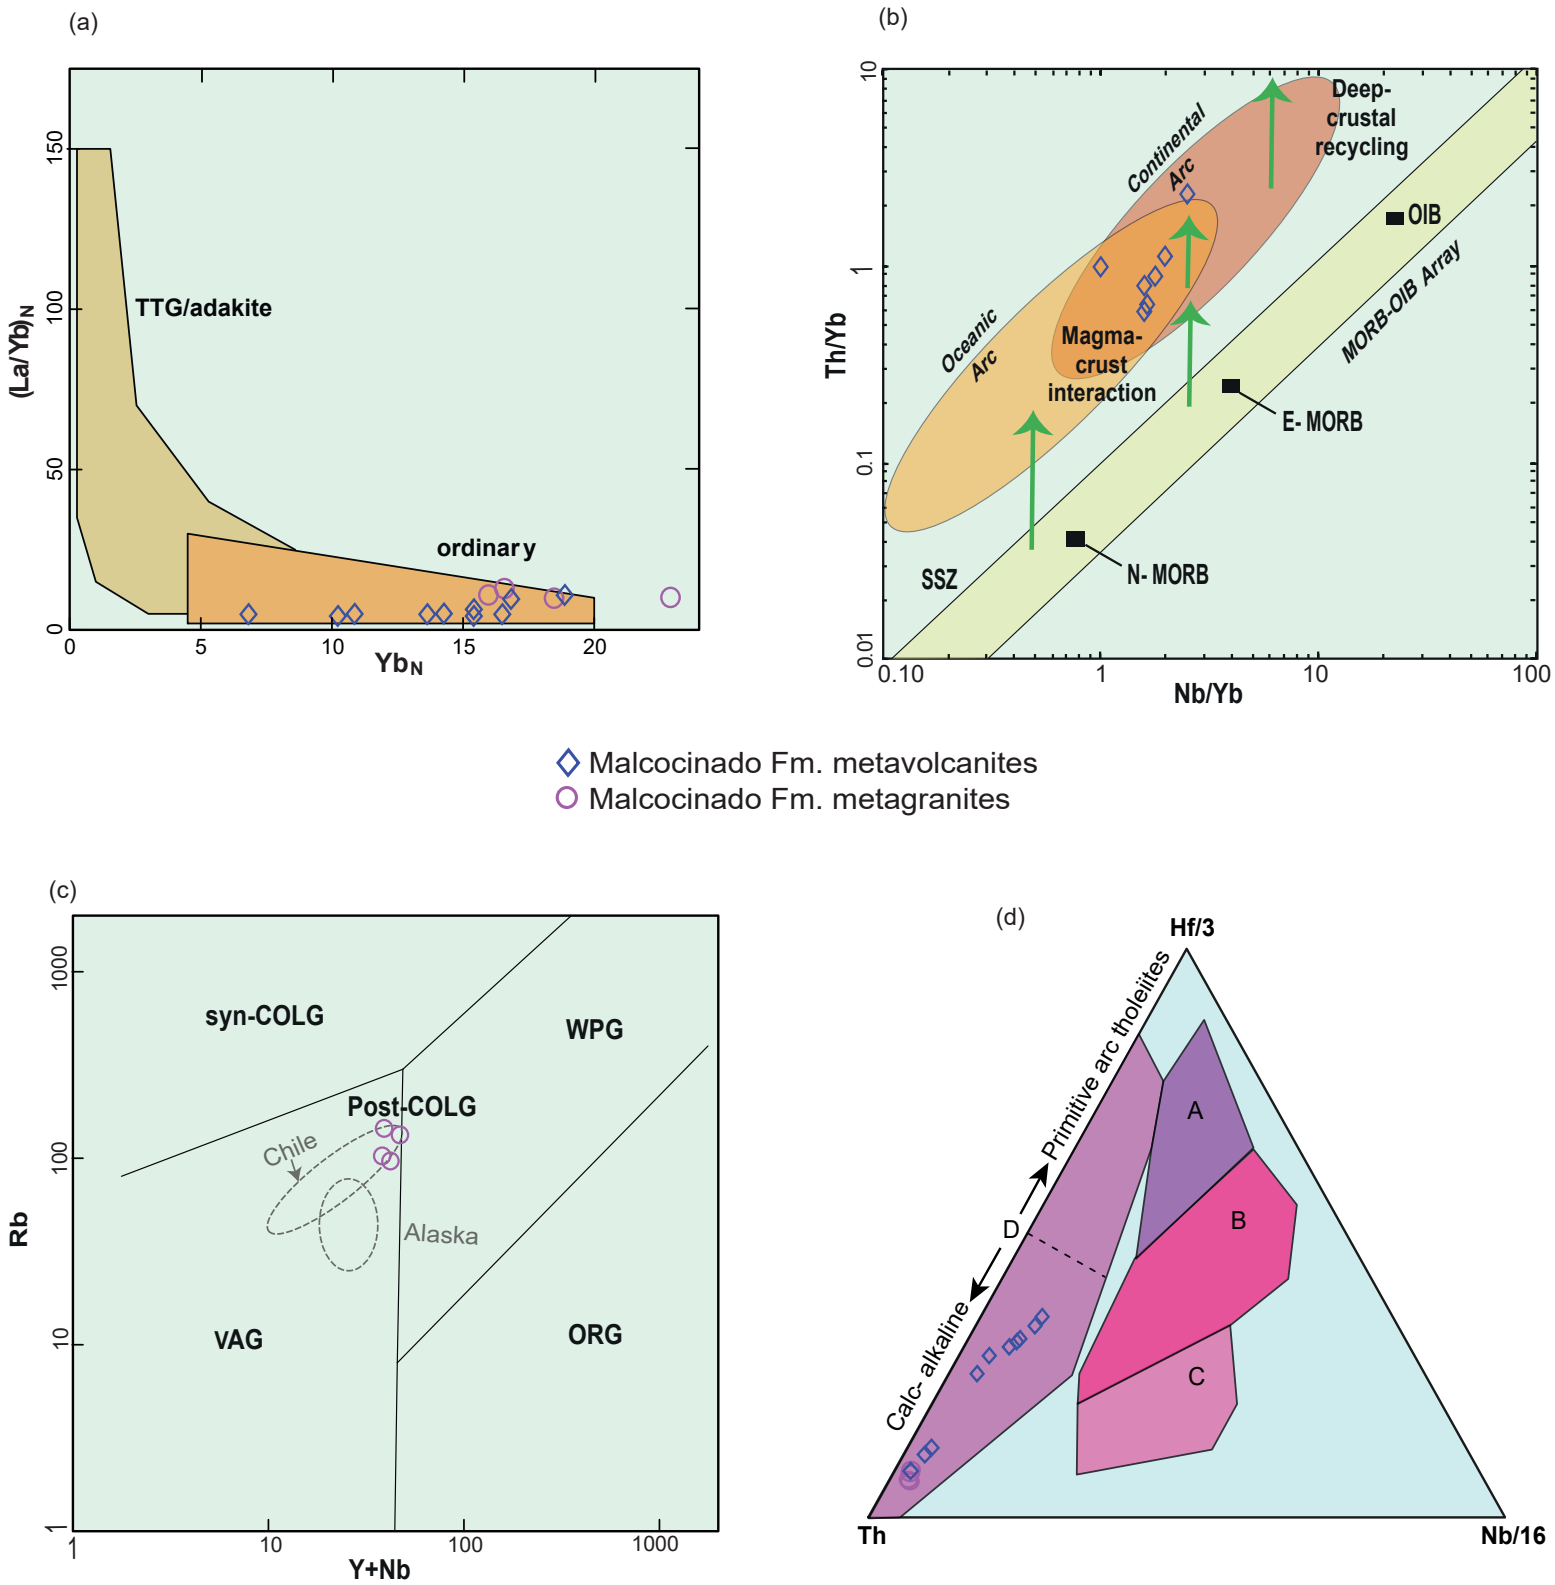 (a)
(La/Yb)N
150
100
50
0
TTG/adakite
ordinary
0
5
10
15
20
YbN
(b)
Th/Yb
10
1
0.1
0.01
Continental
Arc
Deep-
crustal
recycling
OIB
MORB-OIB Array
Oceanic
Arc
Magma-
crust
interaction
E- MORB
SSZ
N- MORB
0.10
1
10
100
Nb/Yb
Malcocinado Fm. metavolcanites
Malcocinado Fm. metagranites
(c)
Rb
1000
100
10
1
syn-COLG
WPG
Post-COLG
Chile
Alaska
VAG
ORG
1
10
100
1000
Y+Nb
(d)
Hf/3
Primitive arc tholeiites
A
B
D
C
Calc- alkaline
Th
Nb/16